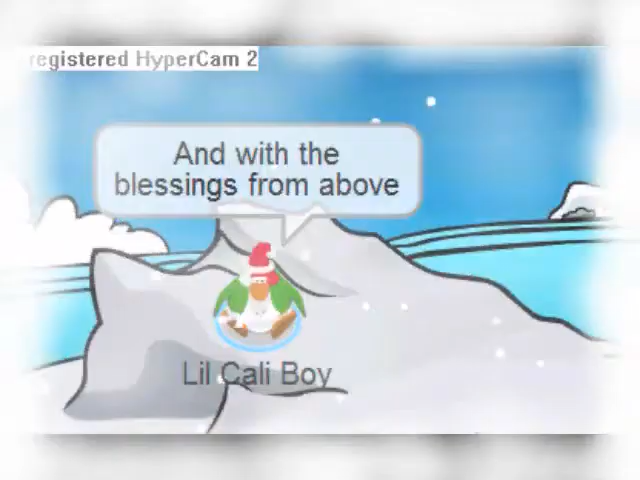 registered HyperCam 2
And with the
blessings from above
Lil Cali Boy